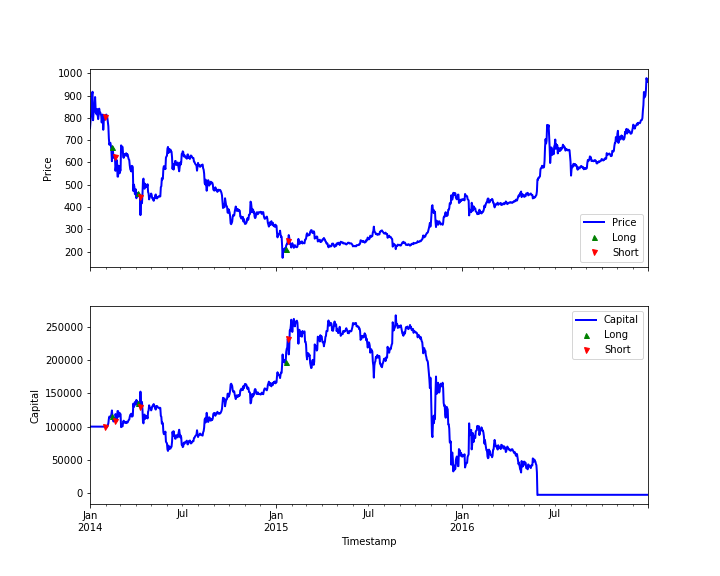 1000
900
800
700
600
500
400
300
200
Price
Price
Long
Short
250000
200000
150000
100000
50000
0
Capital
Capital
Long
Short
Jan
2014
Jul
Jan
2015
Jul
Jan
2016
Jul
Timestamp